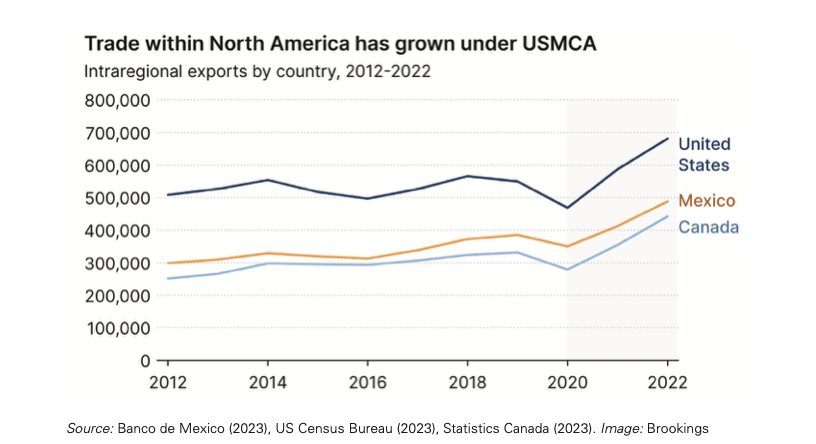 Trade within North America has grown under USMCA
Intraregional exports by country, 2012-2022
800,000
700,000
600,000
500,000
400,000
300,000
200,000
100,000
0
United
States
Mexico
Canada
2012 2014 2016 2018 2020 2022
Source: Banco de Mexico (2023), US Census Bureau (2023), Statistics Canada (2023). Image: Brookings